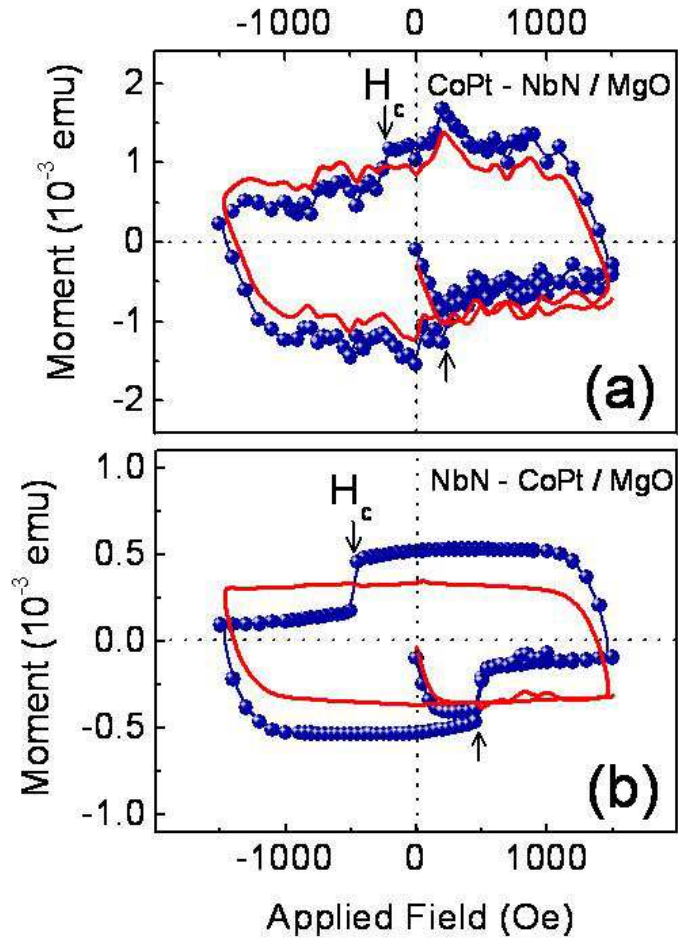 -1000 0 1000
CoPt - NbN / MgO
Hc
2
1
0
-1
-2
Moment (10-3 emu)
(a)
NbN - CoPt / MgO
Hc
1.0
0.5
0.0
-0.5
-1.0
Moment (10-3 emu)
(b)
-1000 0 1000
Applied Field (Oe)